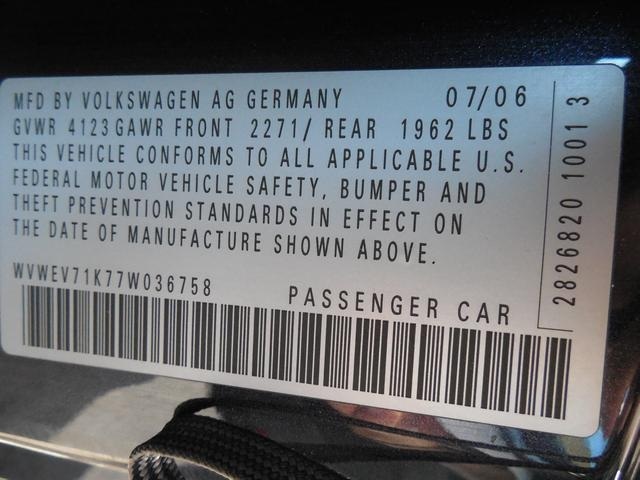 MFD BY VOLKSWAGEN AG GERMANY 07/06
GVWR 4123 GAWR FRONT 2271/ REAR 1962 LBS
THIS VEHICLE CONFORMS TO ALL APPLICABLE U.S.
FEDERAL MOTOR VEHICLE SAFETY, BUMPER AND
THEFT PREVENTION STANDARDS IN EFFECT ON
THE DATE OF MANUFACTURE SHOWN ABOVE.
WVWEV71K77W036758 PASSENGER CAR
2826820 1001 3